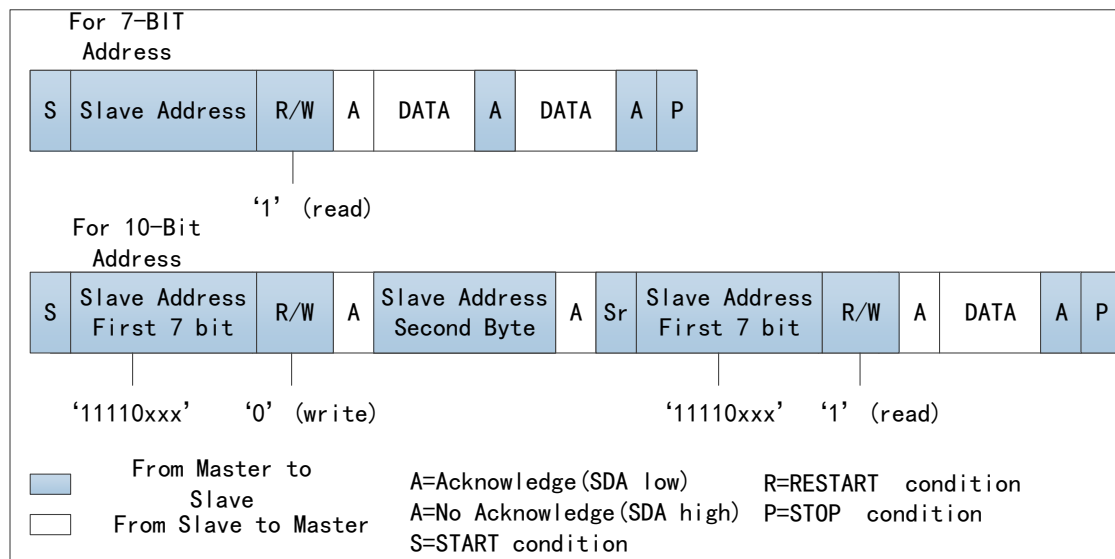 For 7-BIT
Address
S Slave Address R/W A DATA A DATA A P
‘1’ (read)
For 10-Bit
Address
S Slave Address First 7 bit R/W A Slave Address Second Byte A Sr Slave Address First 7 bit R/W A DATA A P
‘11110xxx’ ‘0’ (write) ‘11110xxx’ ‘1’ (read)
From Master to
Slave
From Slave to Master
A=Acknowledge(SDA low)
A=No Acknowledge(SDA high)
S=START condition
R=RESTART condition
P=STOP condition